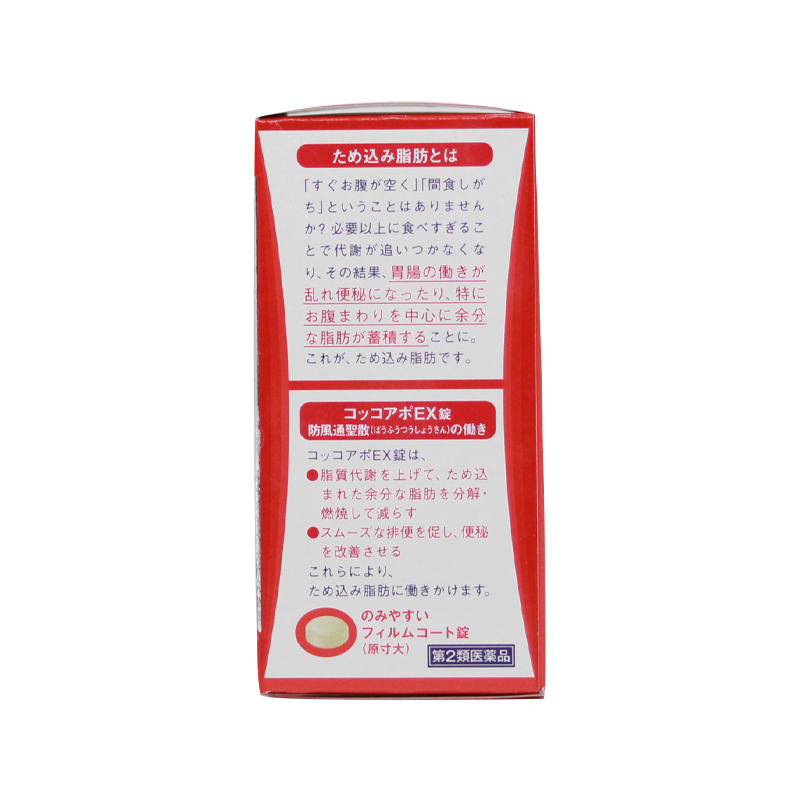 ため込み脂肪とは
「すぐお腹が空く」「間食しが
ち」ということはありません
か? 必要以上に食べすぎるこ
とで代謝が追いつかなくな
り、その結果、胃腸の働きが
乱れ便秘になったり、特に
お腹まわりを中心に余分
な脂肪が蓄積することに。
これが、ため込み脂肪です。
コッコアポEX錠
防風通聖散(ぼうふうつうしょうさん)の働き
コッコアポEX錠は、
●脂質代謝を上げて、ため込
まれた余分な脂肪を分解・
燃焼して減らす
●スムーズな排便を促し、便秘
を改善させる
これらにより、
ため込み脂肪に働きかけます。
のみやすい
フィルムコート錠
(原寸大)
第2類医薬品